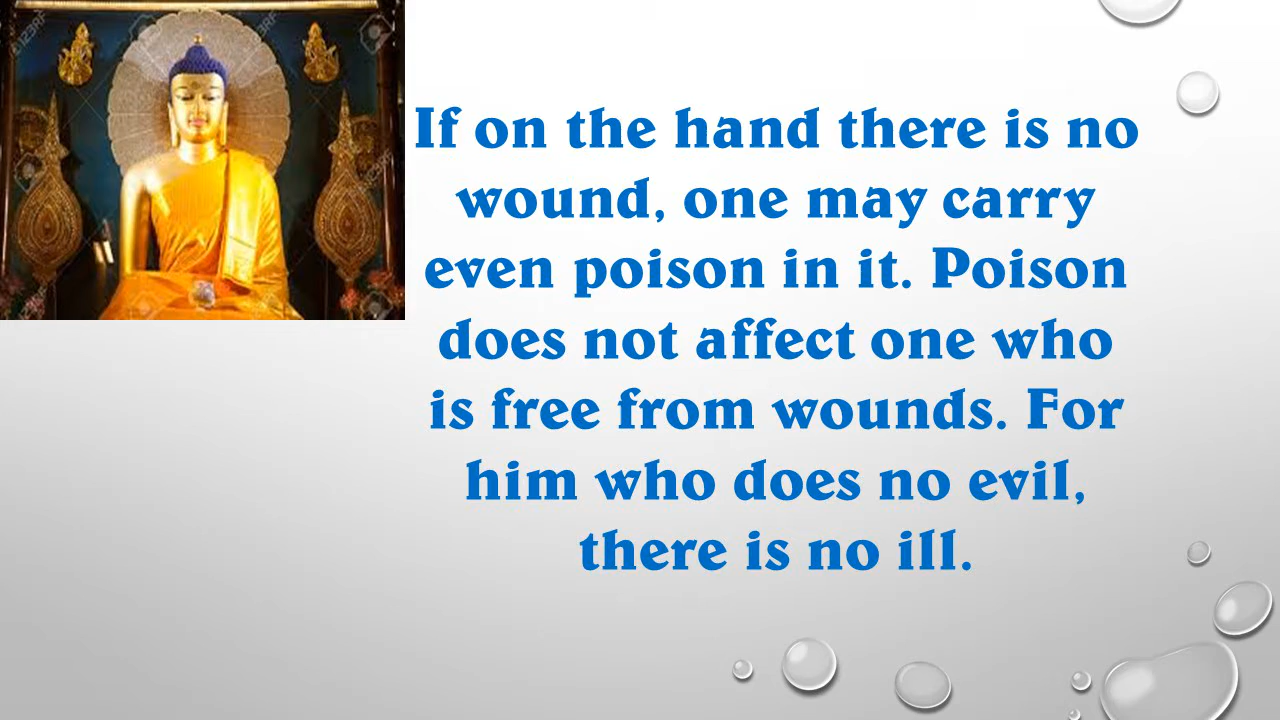 If on the hand there is no
wound, one may carry
even poison in it. Poison
does not affect one who
is free from wounds. For
him who does no evil,
there is no ill.
123RF